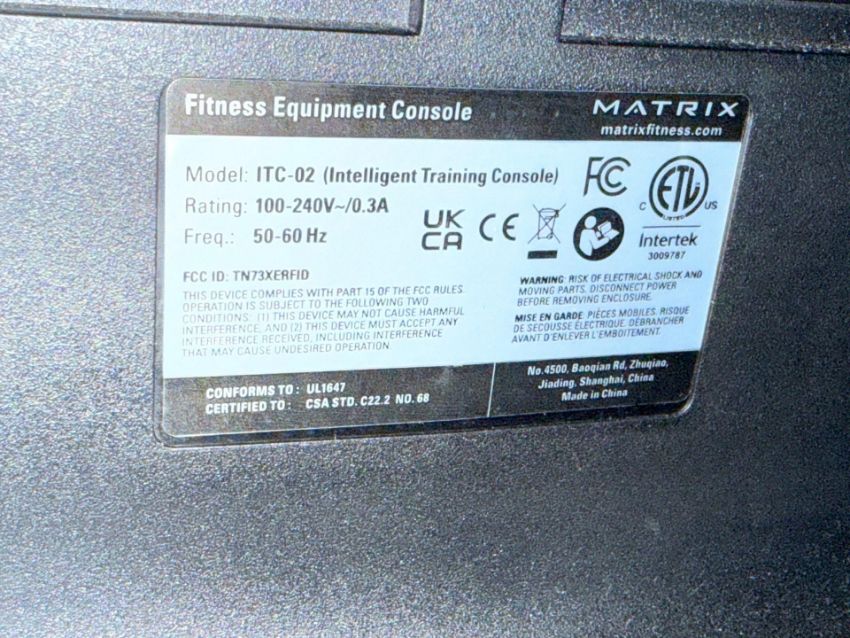 Fitness Equipment Console
MATRIX
matrixfitness.com
Model: ITC-02 (Intelligent Training Console)
Rating: 100-240V~/0.3A
Freq.: 50-60 Hz
UK
CA
CE
FC
ETL
LISTED
C
US
Intertek
3009787
FCC ID: TN73XERFID
THIS DEVICE COMPLIES WITH PART 15 OF THE FCC RULES.
OPERATION IS SUBJECT TO THE FOLLOWING TWO
CONDITIONS: (1) THIS DEVICE MAY NOT CAUSE HARMFUL
INTERFERENCE, AND (2) THIS DEVICE MUST ACCEPT ANY
INTERFERENCE RECEIVED, INCLUDING INTERFERENCE
THAT MAY CAUSE UNDESIRED OPERATION.
WARNING: RISK OF ELECTRICAL SHOCK AND
MOVING PARTS. DISCONNECT POWER
BEFORE REMOVING ENCLOSURE.
MISE EN GARDE: PIÈCES MOBILES. RISQUE
DE SECOUSSE ÉLECTRIQUE. DÉBRANCHER
AVANT D'ENLEVER L'EMBOITEMENT.
CONFORMS TO: UL1647
CERTIFIED TO: CSA STD. C22.2 NO. 68
No.4500, Baoqian Rd, Zhuqiao,
Jiading, Shanghai, China
Made in China